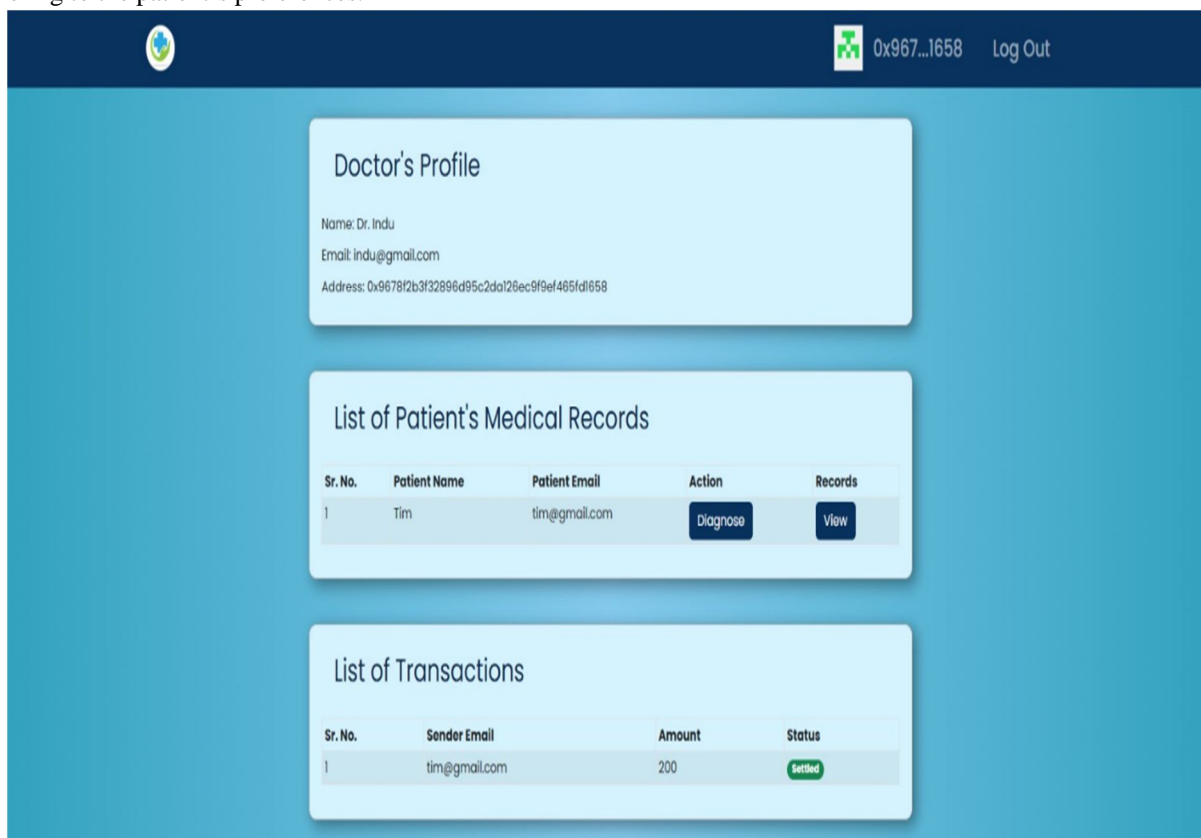 0x967...1658 Log Out
Doctor's Profile
Name: Dr. Indu
Email: indu@gmail.com
Address: 0x9678f2b3f32896d95c2da126ec9f9ef465fd1658
List of Patient's Medical Records
Sr. No. Patient Name Patient Email Action Records
1 Tim tim@gmail.com Diagnose View
List of Transactions
Sr. No. Sender Email Amount Status
1 tim@gmail.com 200 Settled